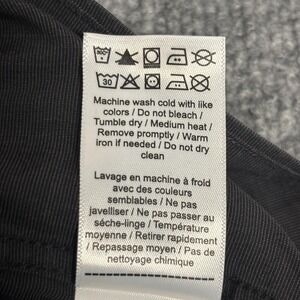 30
Machine wash cold with like
colors / Do not bleach /
Tumble dry / Medium heat /
Remove promptly / Warm
iron if needed / Do not dry
clean
Lavage en machine à froid
avec des couleurs
semblables / Ne pas
javelliser / Ne pas tordre au
sèche-linge / Température
moyenne / Retirer rapidement
/ Repassage moyen / Pas de
nettoyage chimique